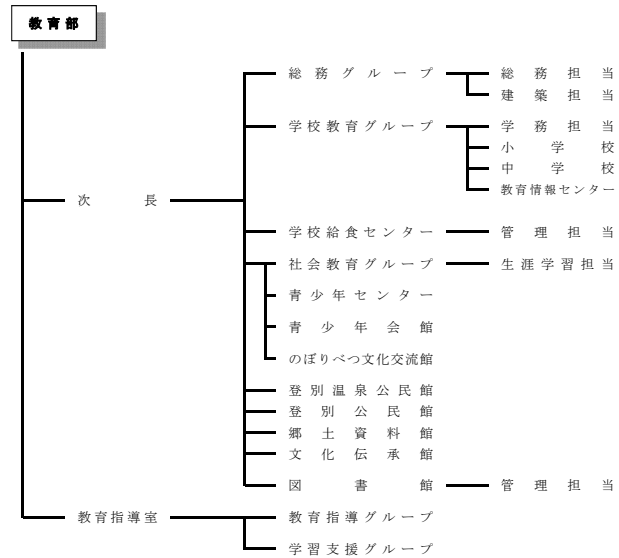 教育部
総務グループ 総務担当
建築担当
学校教育グループ 学務担当
小学校
中学校
教育情報センター
次長
学校給食センター 管理担当
社会教育グループ 生涯学習担当
青少年センター
青少年会館
のぼりべつ文化交流館
登別温泉公民館
登別公民館
郷土資料館
文化伝承館
図書館 管理担当
教育指導室 教育指導グループ
学習支援グループ